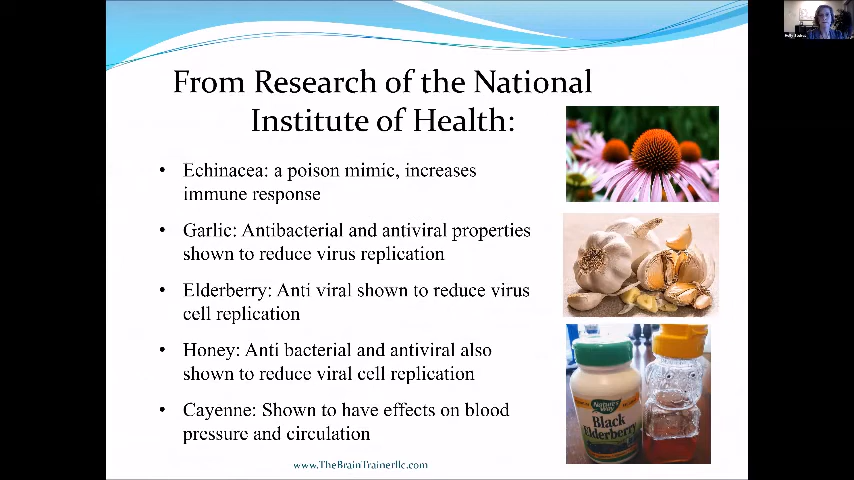 From Research of the National
Institute of Health:
• Echinacea: a poison mimic, increases
immune response
• Garlic: Antibacterial and antiviral properties
shown to reduce virus replication
• Elderberry: Anti viral shown to reduce virus
cell replication
• Honey: Anti bacterial and antiviral also
shown to reduce viral cell replication
• Cayenne: Shown to have effects on blood
pressure and circulation
Nature's
Way
Black
Elderberry
www.TheBrainTrainerllc.com